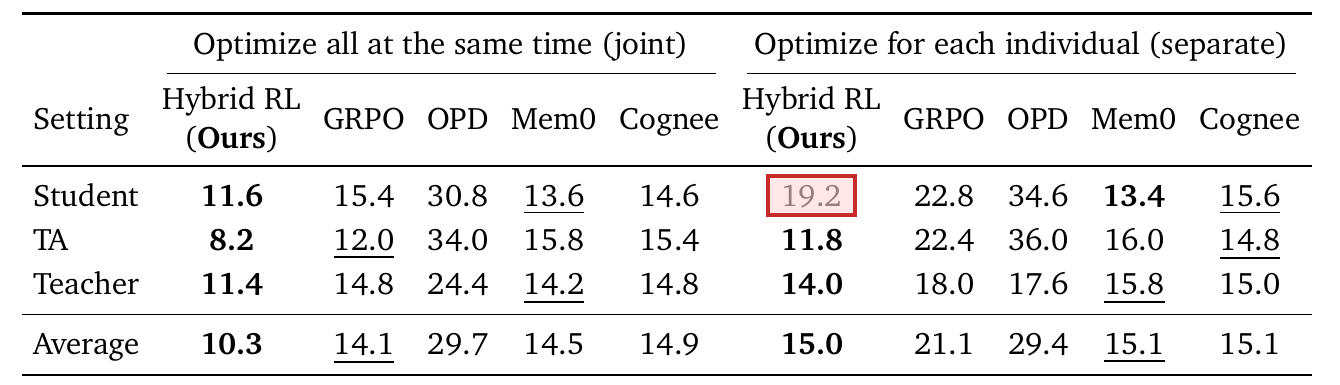 Optimize all at the same time (joint) Optimize for each individual (separate)
Setting Hybrid RL (Ours) GRPO OPD Mem0 Cognee Hybrid RL (Ours) GRPO OPD Mem0 Cognee
Student 11.6 15.4 30.8 13.6 14.6 19.2 22.8 34.6 13.4 15.6
TA 8.2 12.0 34.0 15.8 15.4 11.8 22.4 36.0 16.0 14.8
Teacher 11.4 14.8 24.4 14.2 14.8 14.0 18.0 17.6 15.8 15.0
Average 10.3 14.1 29.7 14.5 14.9 15.0 21.1 29.4 15.1 15.1